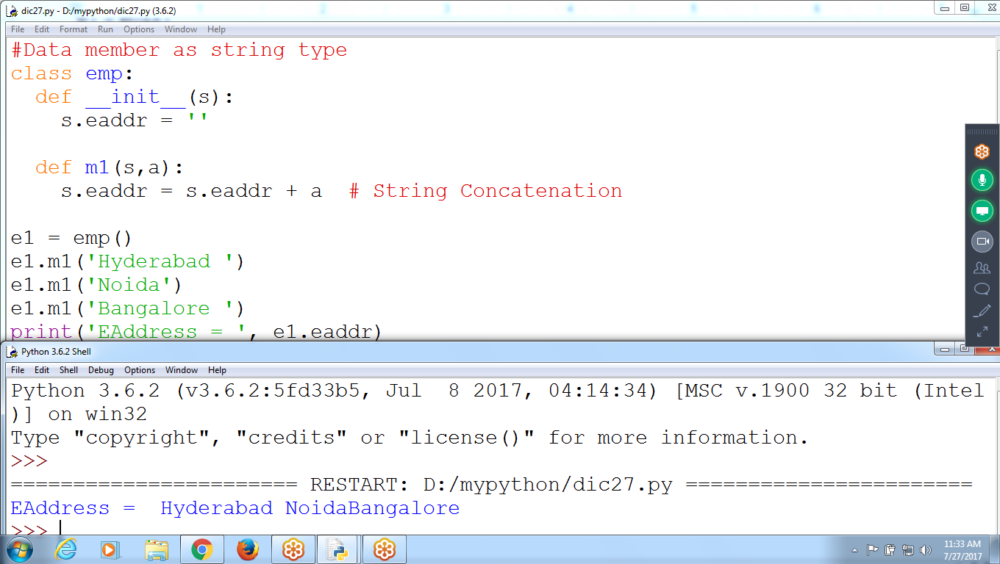 dic27.py - D:/mypython/dic27.py (3.6.2)
File Edit Format Run Options Window Help
#Data member as string type
class emp:
  def __init__(s):
    s.eaddr = ''
  def m1(s,a):
    s.eaddr = s.eaddr + a  # String Concatenation
e1 = emp()
e1.m1('Hyderabad ')
e1.m1('Noida')
e1.m1('Bangalore ')
print('EAddress = ', e1.eaddr)
Python 3.6.2 Shell
File Edit Shell Debug Options Window Help
Python 3.6.2 (v3.6.2:5fd33b5, Jul  8 2017, 04:14:34) [MSC v.1900 32 bit (Intel
)] on win32
Type "copyright", "credits" or "license()" for more information.
>>>
======================= RESTART: D:/mypython/dic27.py =======================
EAddress =  Hyderabad NoidaBangalore
>>>
11:33 AM
7/27/2017